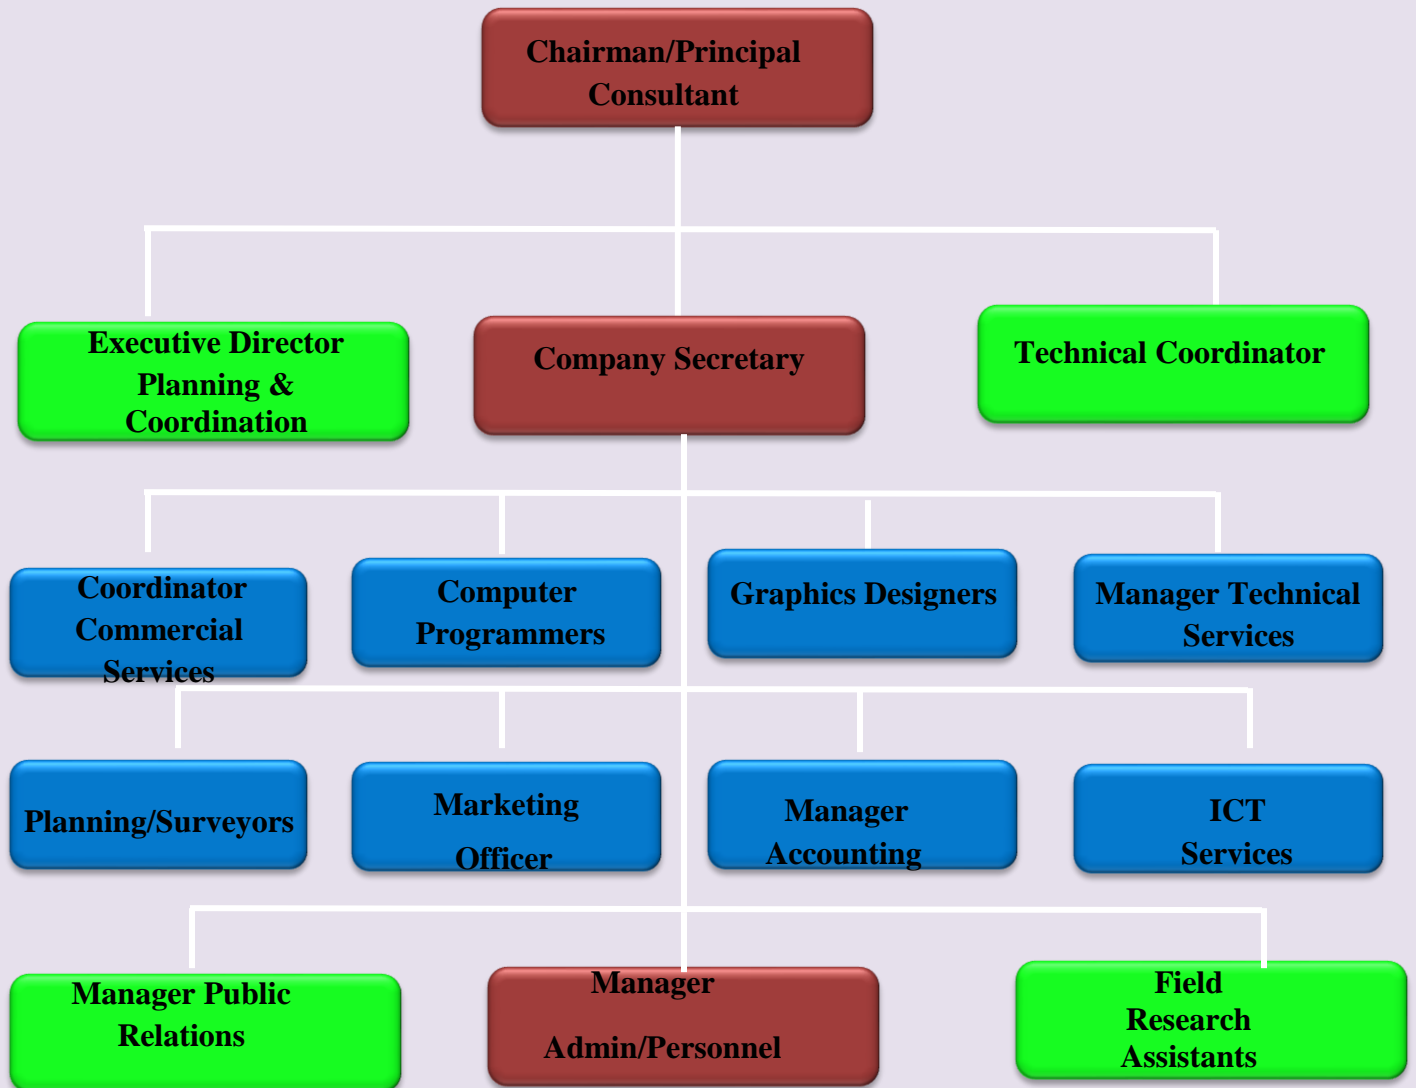 Chairman/Principal
Consultant
Executive Director
Planning &
Coordination
Company Secretary
Technical Coordinator
Coordinator
Commercial
Services
Computer
Programmers
Graphics Designers
Manager Technical
Services
Planning/Surveyors
Marketing
Officer
Manager
Accounting
ICT
Services
Manager Public
Relations
Manager
Admin/Personnel
Field
Research
Assistants